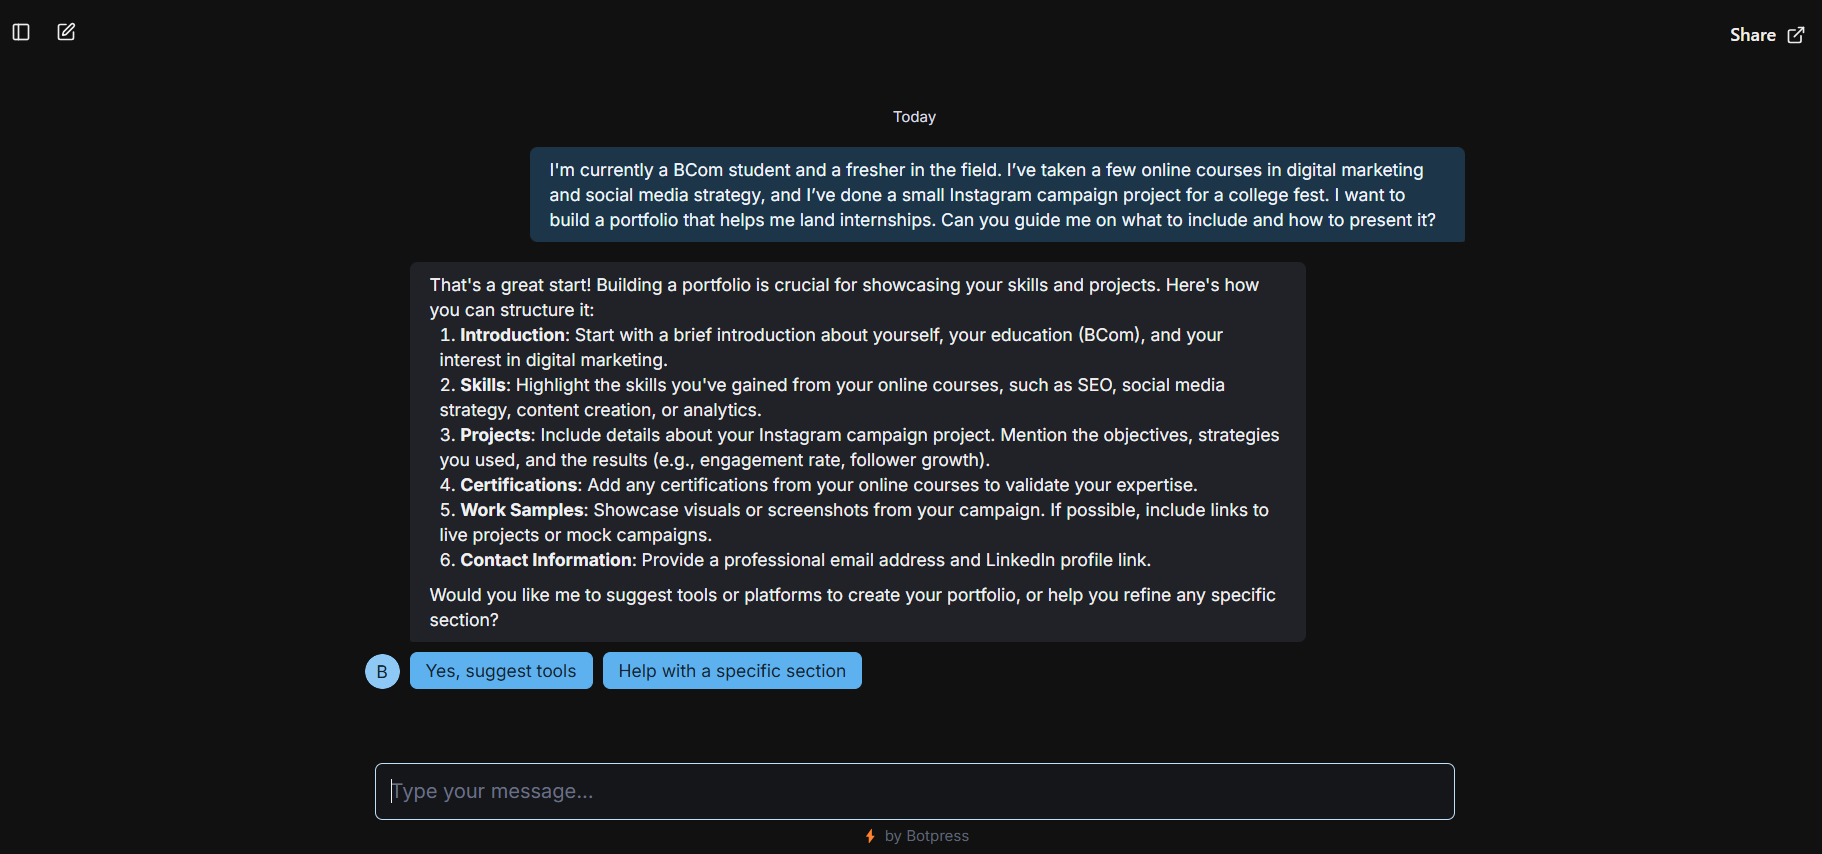 Share
Today
I'm currently a BCom student and a fresher in the field. I’ve taken a few online courses in digital marketing
and social media strategy, and I’ve done a small Instagram campaign project for a college fest. I want to
build a portfolio that helps me land internships. Can you guide me on what to include and how to present it?
That's a great start! Building a portfolio is crucial for showcasing your skills and projects. Here's how
you can structure it:
1. Introduction: Start with a brief introduction about yourself, your education (BCom), and your
interest in digital marketing.
2. Skills: Highlight the skills you've gained from your online courses, such as SEO, social media
strategy, content creation, or analytics.
3. Projects: Include details about your Instagram campaign project. Mention the objectives, strategies
you used, and the results (e.g., engagement rate, follower growth).
4. Certifications: Add any certifications from your online courses to validate your expertise.
5. Work Samples: Showcase visuals or screenshots from your campaign. If possible, include links to
live projects or mock campaigns.
6. Contact Information: Provide a professional email address and LinkedIn profile link.
Would you like me to suggest tools or platforms to create your portfolio, or help you refine any specific
section?
B Yes, suggest tools Help with a specific section
Type your message...
by Botpress